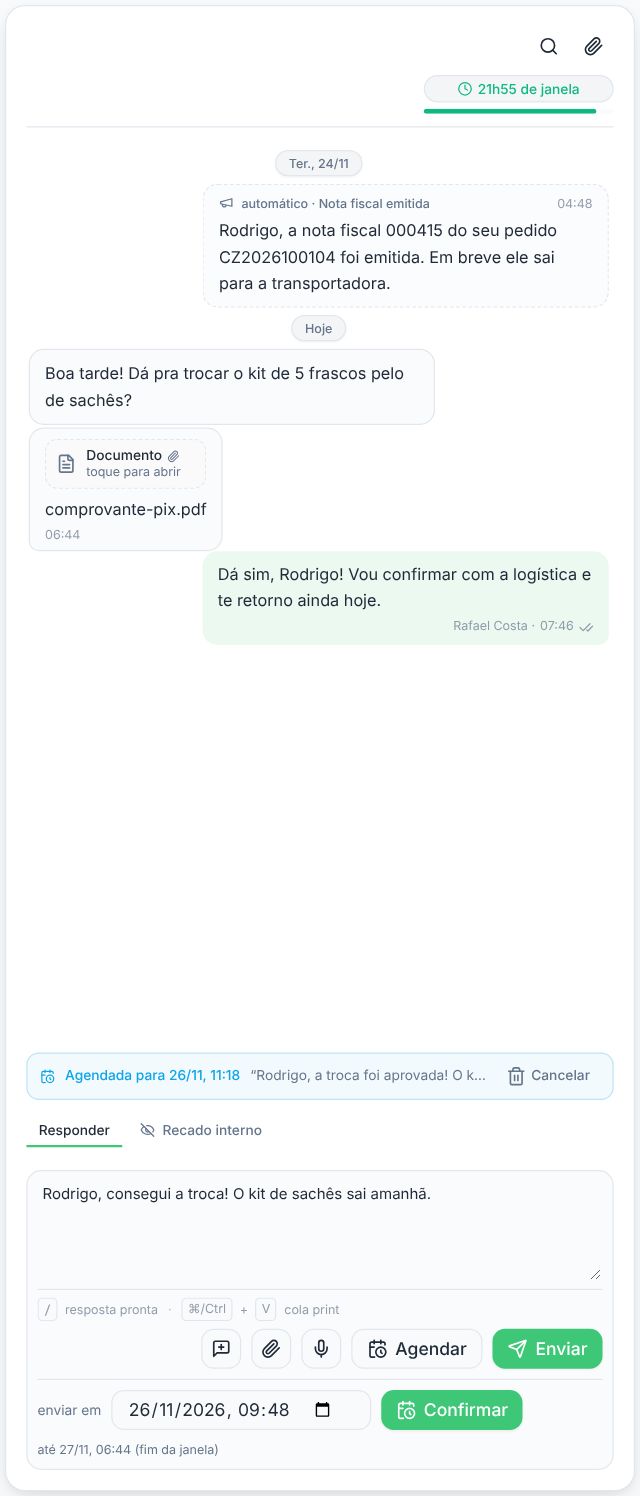 21h55 de janela
Ter., 24/11
automático · Nota fiscal emitida 04:48
Rodrigo, a nota fiscal 000415 do seu pedido
CZ2026100104 foi emitida. Em breve ele sai
para a transportadora.
Hoje
Boa tarde! Dá pra trocar o kit de 5 frascos pelo
de sachês?
Documento
toque para abrir
comprovante-pix.pdf
06:44
Dá sim, Rodrigo! Vou confirmar com a logística e
te retorno ainda hoje.
Rafael Costa · 07:46
Agendada para 26/11, 11:18 “Rodrigo, a troca foi aprovada! O k... Cancelar
Responder Recado interno
Rodrigo, consegui a troca! O kit de sachês sai amanhã.
/ resposta pronta · ⌘/Ctrl + V cola print
Agendar Enviar
enviar em 26/11/2026, 09:48 Confirmar
até 27/11, 06:44 (fim da janela)